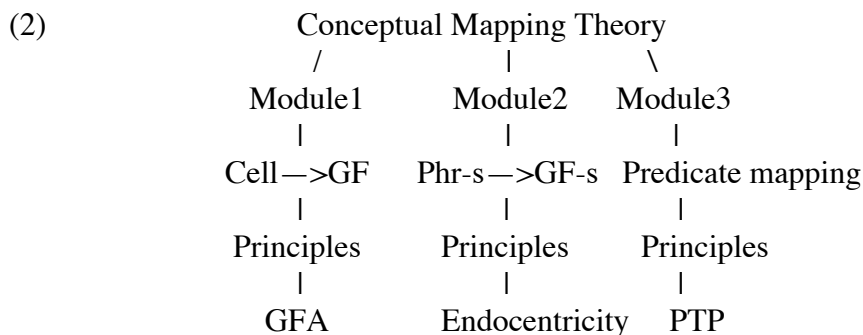 (2) Conceptual Mapping Theory
/ | \
Module1 Module2 Module3
| | |
Cell—>GF Phr-s—>GF-s Predicate mapping
| | |
Principles Principles Principles
| | |
GFA Endocentricity PTP